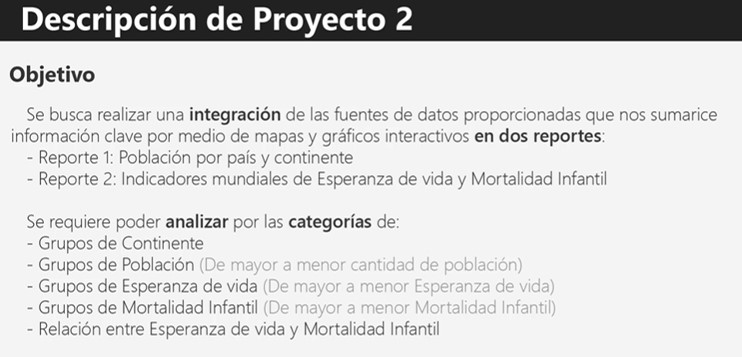 Descripción de Proyecto 2
Objetivo
Se busca realizar una integración de las fuentes de datos proporcionadas que nos sumarice
información clave por medio de mapas y gráficos interactivos en dos reportes:
- Reporte 1: Población por país y continente
- Reporte 2: Indicadores mundiales de Esperanza de vida y Mortalidad Infantil
Se requiere poder analizar por las categorías de:
- Grupos de Continente
- Grupos de Población (De mayor a menor cantidad de población)
- Grupos de Esperanza de vida (De mayor a menor Esperanza de vida)
- Grupos de Mortalidad Infantil (De mayor a menor Mortalidad Infantil)
- Relación entre Esperanza de vida y Mortalidad Infantil